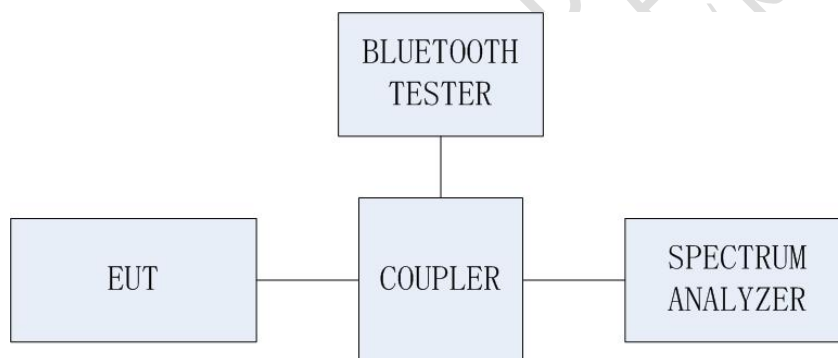 BLUETOOTH
TESTER
EUT
COUPLER
SPECTRUM
ANALYZER